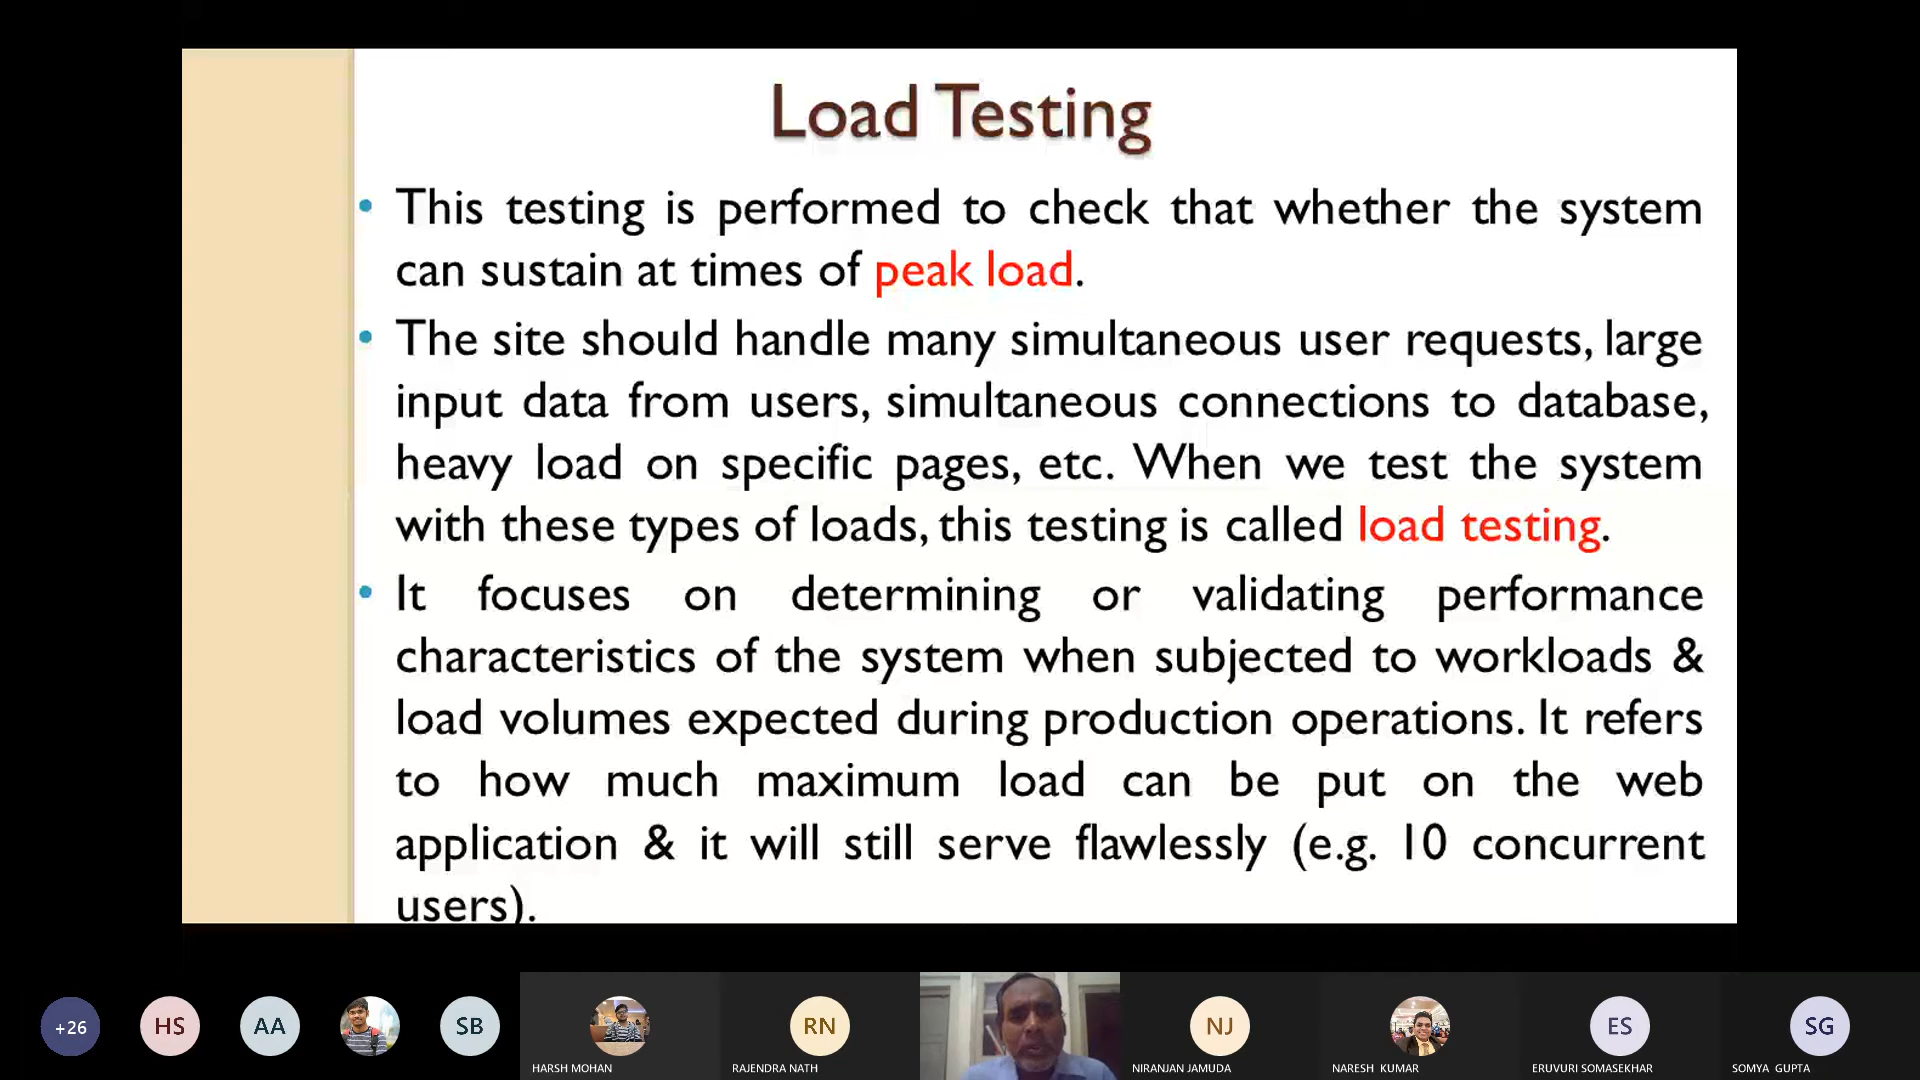 Load Testing
• This testing is performed to check that whether the system
can sustain at times of peak load.
• The site should handle many simultaneous user requests, large
input data from users, simultaneous connections to database,
heavy load on specific pages, etc. When we test the system
with these types of loads, this testing is called load testing.
• It focuses on determining or validating performance
characteristics of the system when subjected to workloads &
load volumes expected during production operations. It refers
to how much maximum load can be put on the web
application & it will still serve flawlessly (e.g. 10 concurrent
users).
+26
HS
AA
SB
RN
NJ
ES
SG
HARSH MOHAN
RAJENDRA NATH
NIRANJAN JAMUDA
NARESH KUMAR
ERUVURI SOMASEKHAR
SOMYA GUPTA